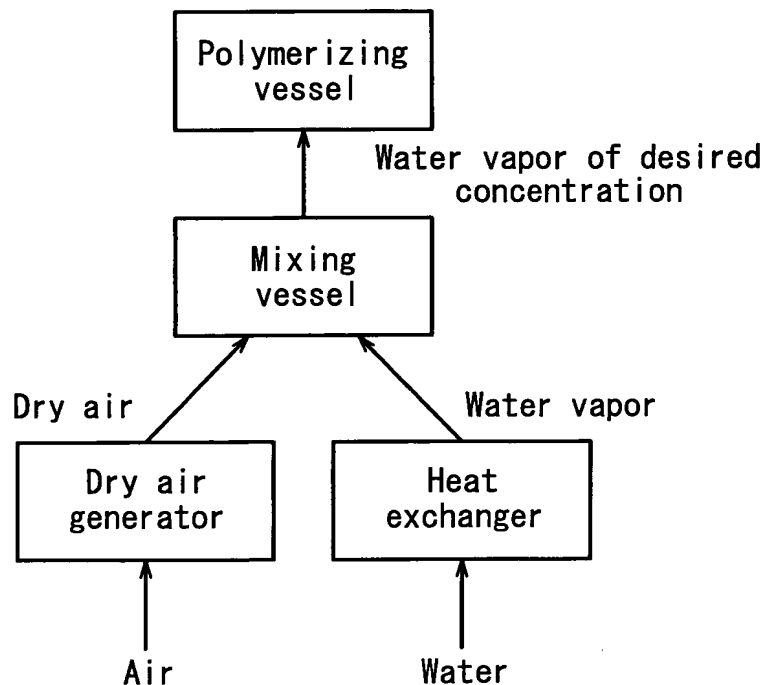 Polymerizing
vessel
Water vapor of desired
concentration
Mixing
vessel
Dry air
Water vapor
Dry air
generator
Heat
exchanger
Air
Water